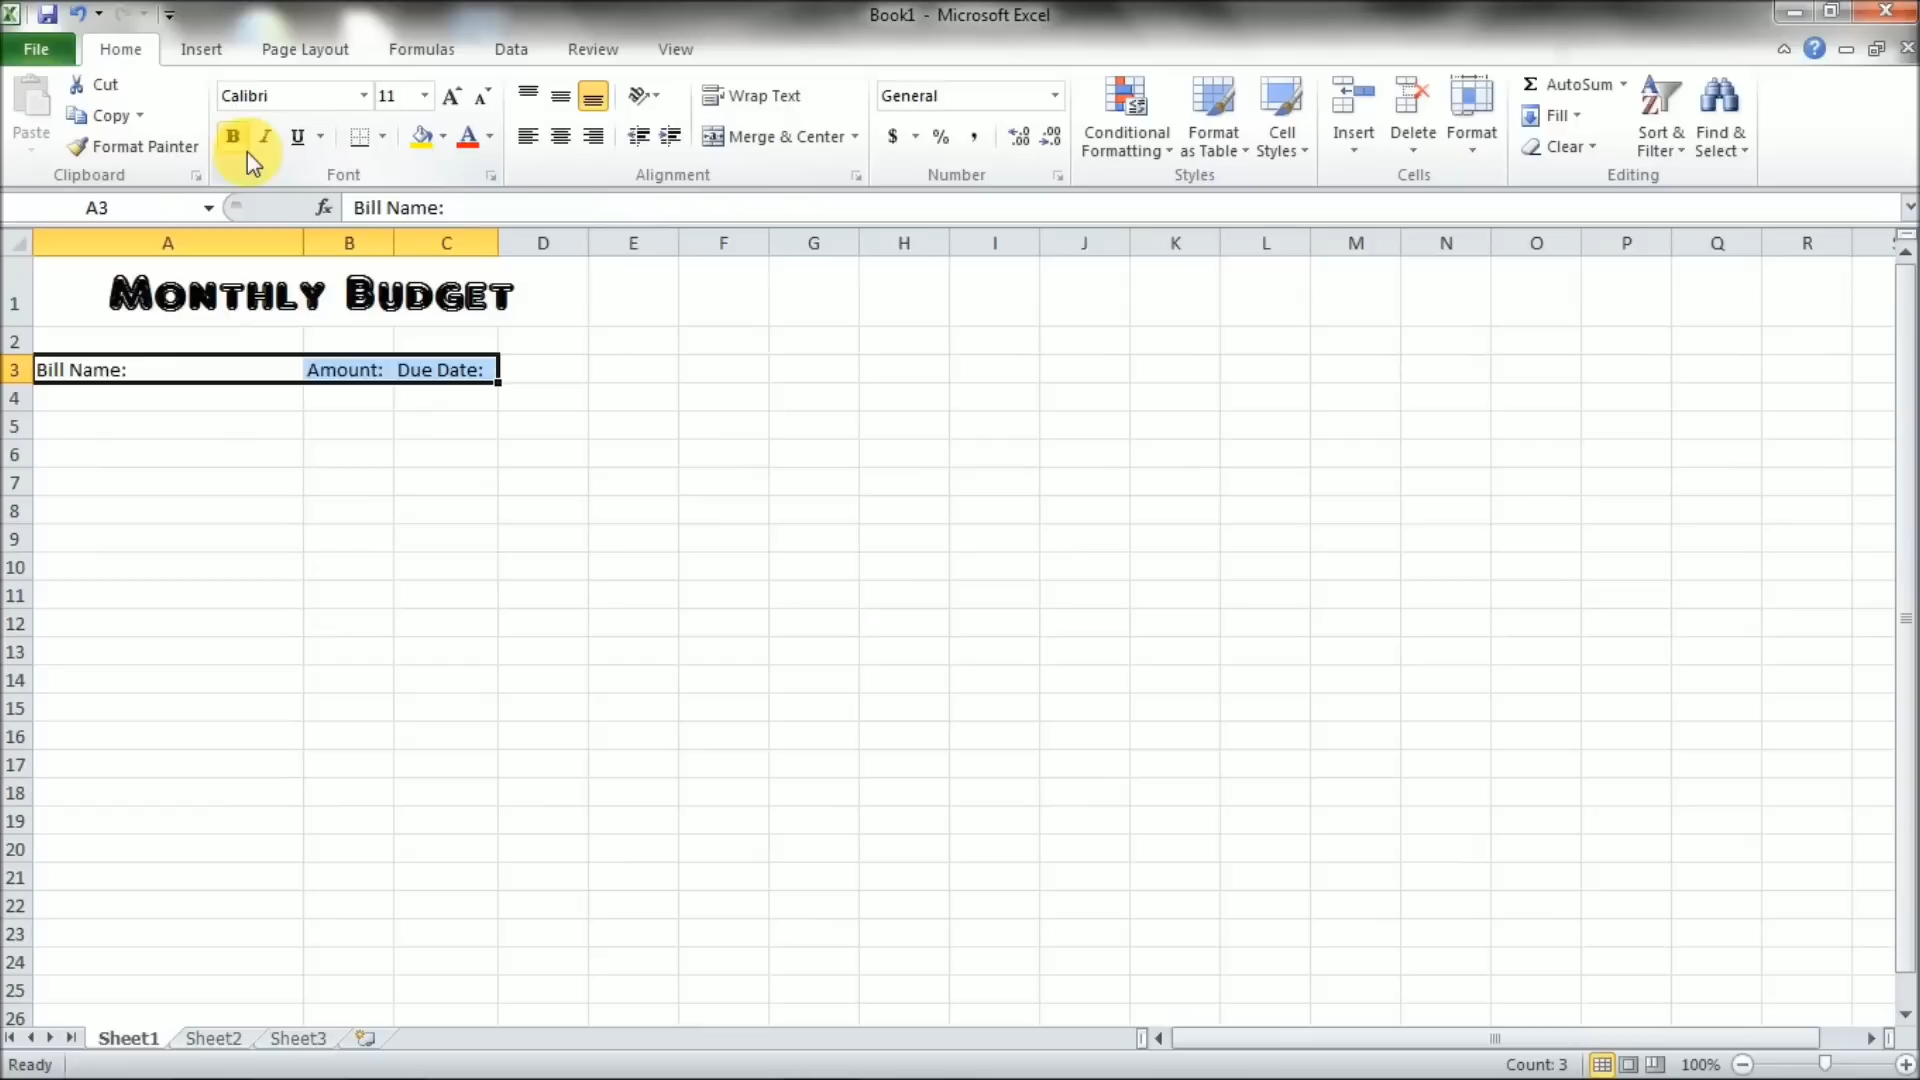 Book1 - Microsoft Excel
File Home Insert Page Layout Formulas Data Review View
Paste
Cut
Copy
Format Painter
Clipboard
Calibri 11
B I U
Font
Wrap Text
Merge & Center
Alignment
General
$ % ,
Number
Conditional Formatting
Format as Table
Cell Styles
Styles
Insert Delete Format
Cells
Σ AutoSum
Fill
Clear
Sort & Filter
Find & Select
Editing
A3 fx Bill Name:
A B C D E F G H I J K L M N O P Q R
1 Monthly Budget
2
3 Bill Name: Amount: Due Date:
4
5
6
7
8
9
10
11
12
13
14
15
16
17
18
19
20
21
22
23
24
25
26
Sheet1 Sheet2 Sheet3
Ready Count: 3 100%